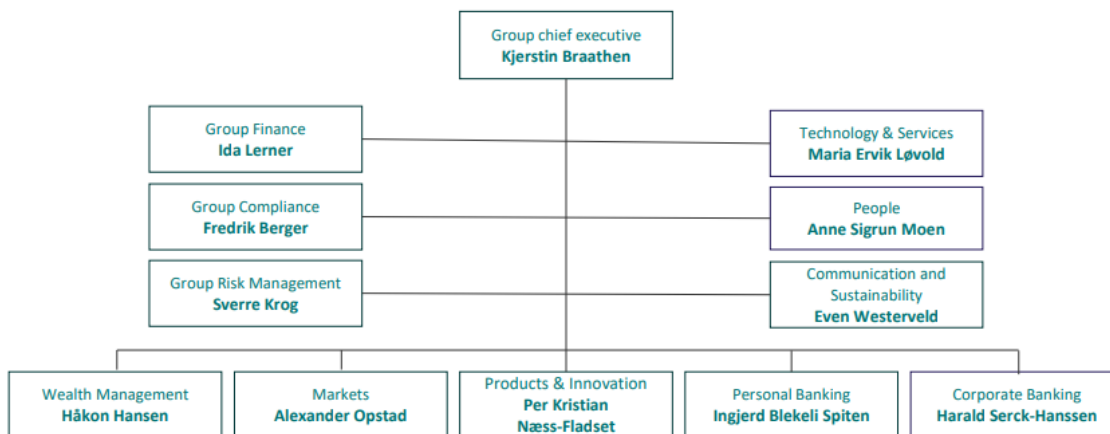 Group chief executive
Kjerstin Braathen
Group Finance
Ida Lerner
Technology & Services
Maria Ervik Løvold
Group Compliance
Fredrik Berger
People
Anne Sigrun Moen
Group Risk Management
Sverre Krog
Communication and
Sustainability
Even Westerveld
Wealth Management
Håkon Hansen
Markets
Alexander Opstad
Products & Innovation
Per Kristian
Næss-Fladset
Personal Banking
Ingjerd Blekeli Spiten
Corporate Banking
Harald Serck-Hanssen